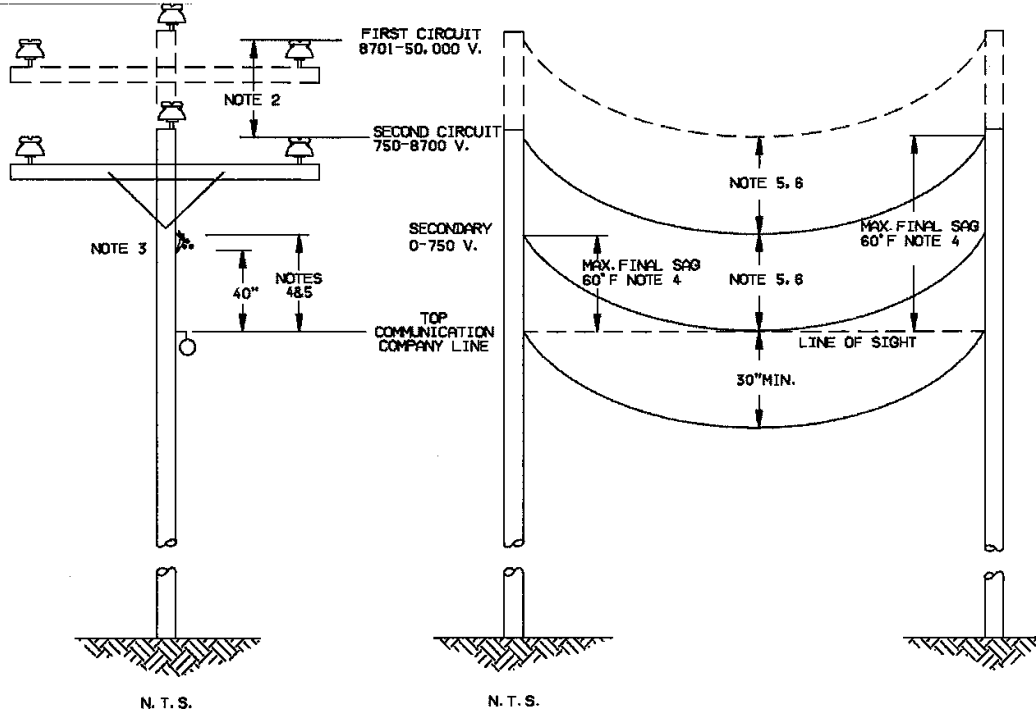 FIRST CIRCUIT
8701-50,000 V.
NOTE 2
SECOND CIRCUIT
750-8700 V.
NOTE 5,6
MAX. FINAL SAG
60°F NOTE 4
SECONDARY
0-750 V.
NOTE 3
40"
NOTES
4&5
MAX. FINAL SAG
60°F NOTE 4
NOTE 5,6
TOP
COMMUNICATION
COMPANY LINE
LINE OF SIGHT
30"MIN.
N.T.S.
N.T.S.